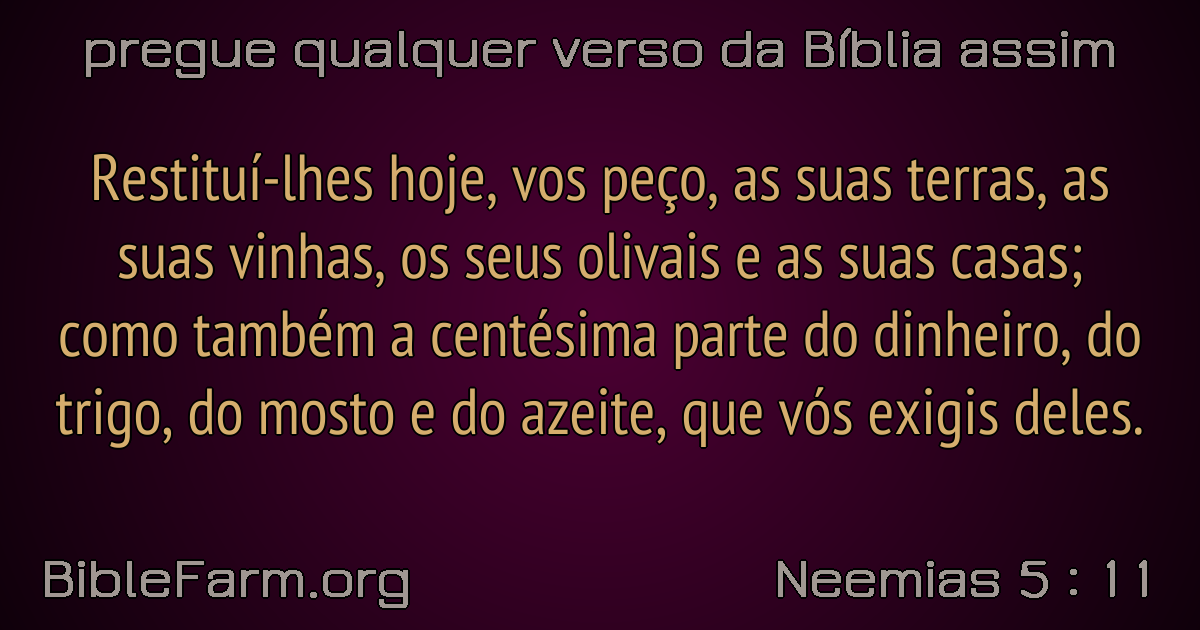 pregue qualquer verso da Bíblia assim
Restituí-lhes hoje, vos peço, as suas terras, as
suas vinhas, os seus olivais e as suas casas;
como também a centésima parte do dinheiro, do
trigo, do mosto e do azeite, que vós exigis deles.
BibleFarm.org
Neemias 5 : 11